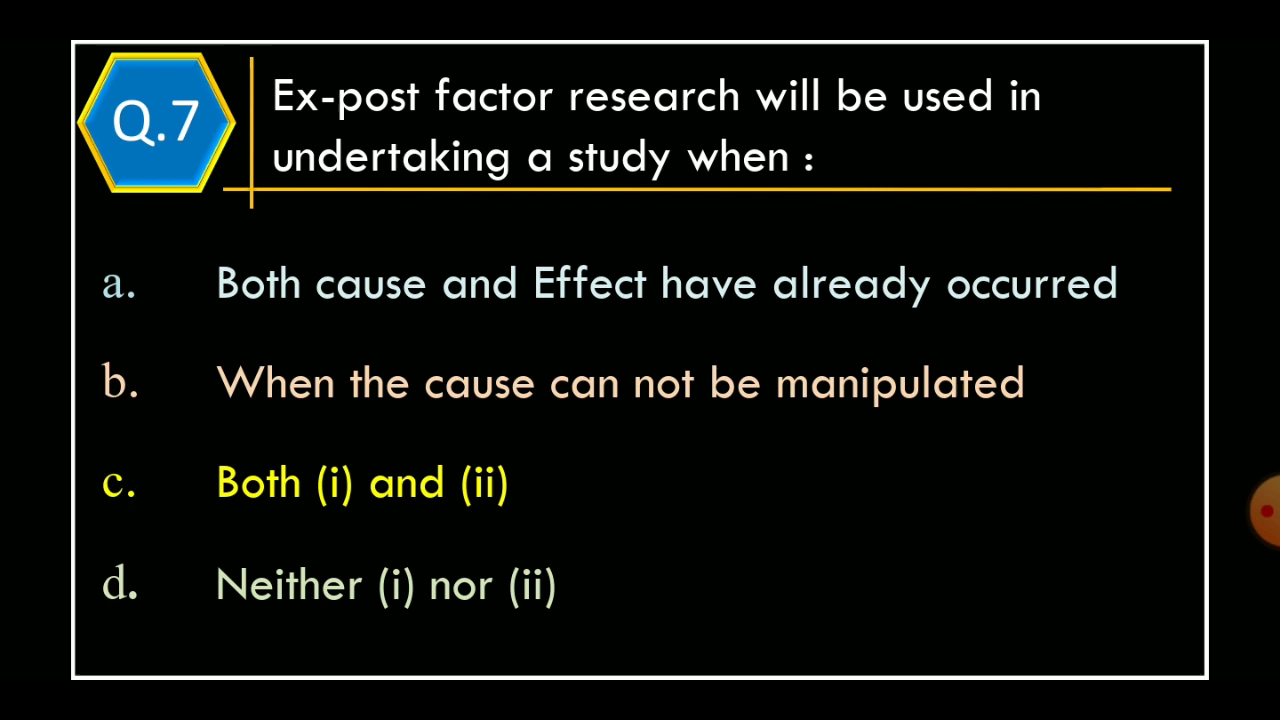 Q.7
Ex-post factor research will be used in
undertaking a study when :
a. Both cause and Effect have already occurred
b. When the cause can not be manipulated
c. Both (i) and (ii)
d. Neither (i) nor (ii)